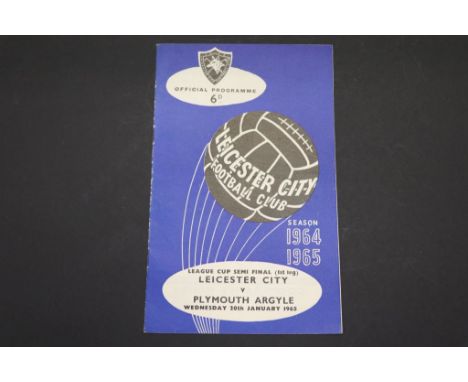 OFFICIAL PROGRAMME
6D
LEICESTER CITY
FOOTBALL CLUB
SEASON
1964
1965
LEAGUE CUP SEMI FINAL (1st leg)
LEICESTER CITY
v
PLYMOUTH ARGYLE
WEDNESDAY 20th JANUARY 1965